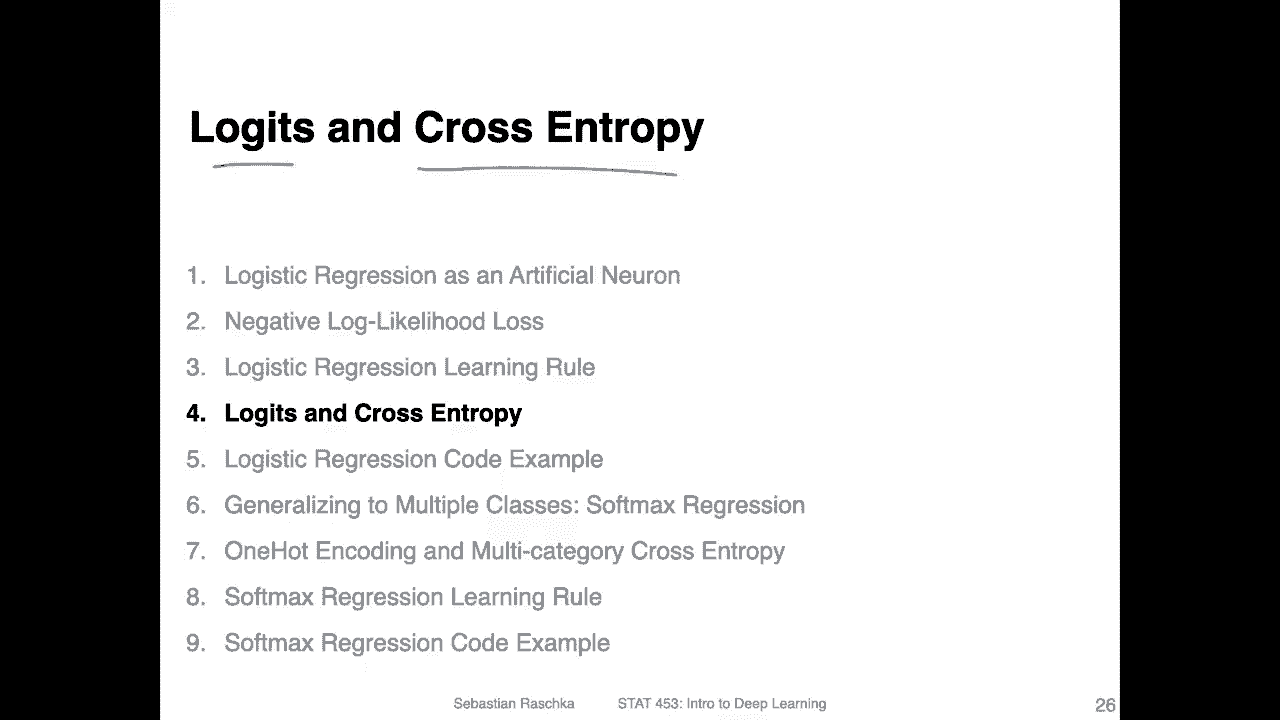 Logits and Cross Entropy
1. Logistic Regression as an Artificial Neuron
2. Negative Log-Likelihood Loss
3. Logistic Regression Learning Rule
4. Logits and Cross Entropy
5. Logistic Regression Code Example
6. Generalizing to Multiple Classes: Softmax Regression
7. OneHot Encoding and Multi-category Cross Entropy
8. Softmax Regression Learning Rule
9. Softmax Regression Code Example
Sebastian Raschka STAT 453: Intro to Deep Learning 26